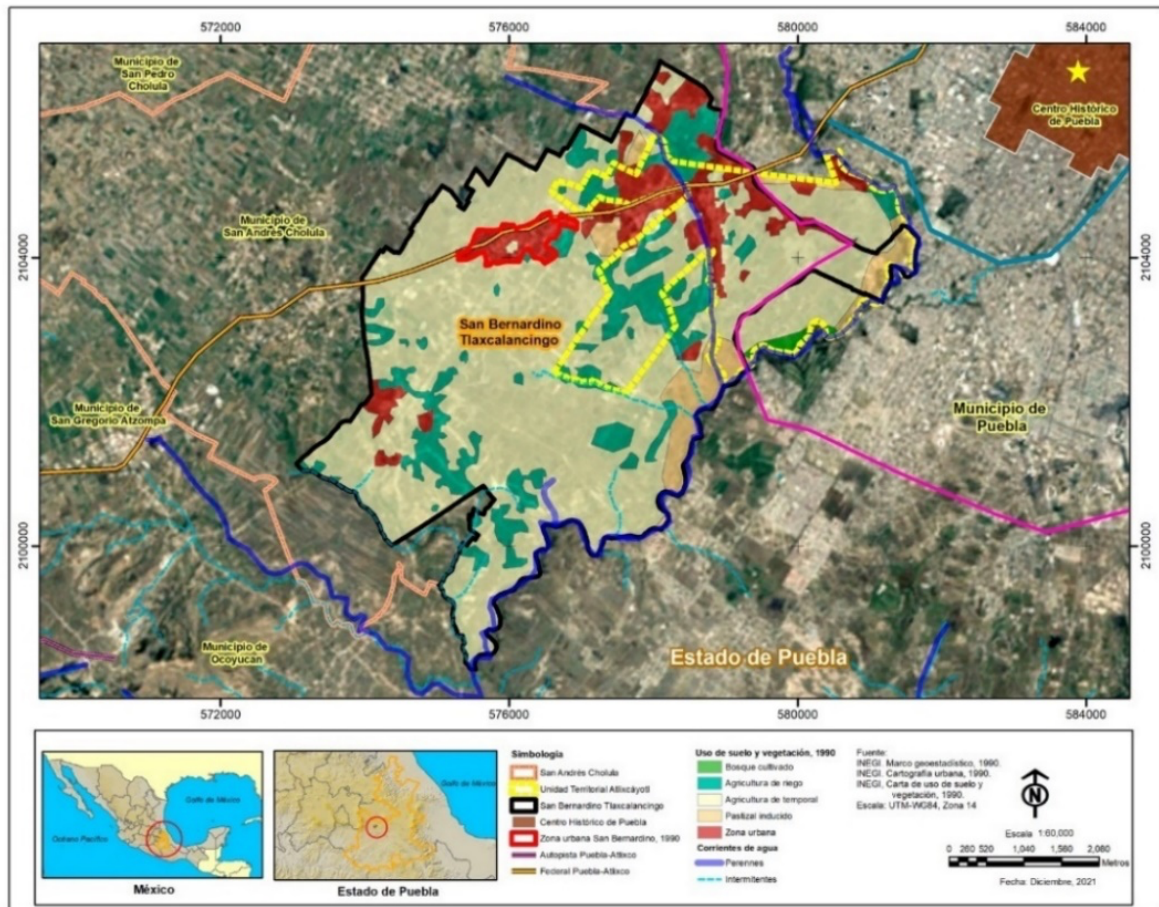 572000
576000
580000
584000
Municipio de
San Pedro
Cholula
Centro Histórico
de Puebla
Municipio de
San Andrés Cholula
2104000
2104000
San Bernardino
Tlaxcalancingo
Municipio de
San Gregorio Atzompa
Municipio de
Puebla
2100000
2100000
Municipio de
Ocoyucan
Estado de Puebla
572000
576000
580000
584000
Golfo de México
Océano Pacífico
México
Golfo de México
Estado de Puebla
Simbología
San Andrés Cholula
Unidad Territorial Atlixcáyotl
San Bernardino Tlaxcalancingo
Centro Histórico de Puebla
Zona urbana San Bernardino, 1990
Autopista Puebla-Atlixco
Federal Puebla-Atlixco
Uso de suelo y vegetación, 1990
Bosque cultivado
Agricultura de riego
Agricultura de temporal
Pastizal inducido
Zona urbana
Corrientes de agua
Perennes
Intermitentes
Fuente:
INEGI. Marco geoestadístico, 1990.
INEGI. Cartografía urbana, 1990.
INEGI, Carta de uso de suelo y
vegetación, 1990.
Escala: UTM-WG84, Zona 14
N
Escala 1:60,000
0 260 520 1,040 1,560 2,080
Metros
Fecha: Diciembre, 2021